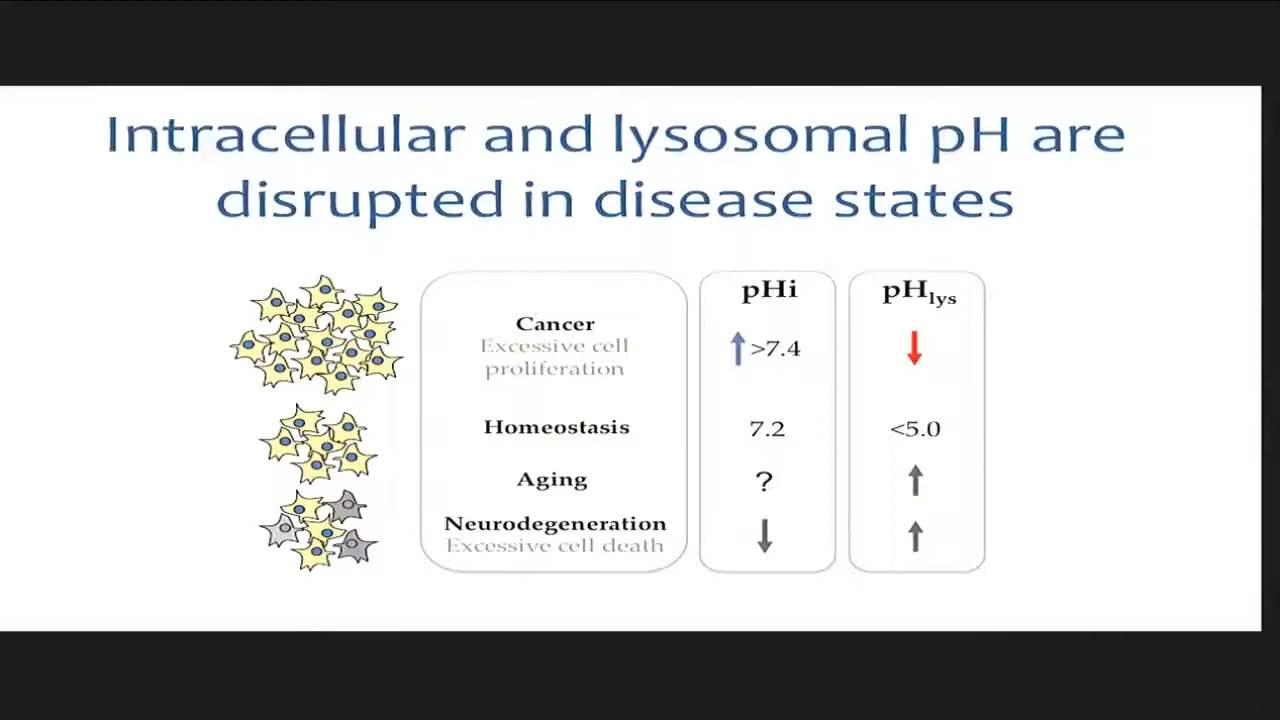 Intracellular and lysosomal pH are
disrupted in disease states
pHi
pHlys
Cancer
Excessive cell
proliferation
>7.4
Homeostasis
7.2
<5.0
Aging
?
Neurodegeneration
Excessive cell death